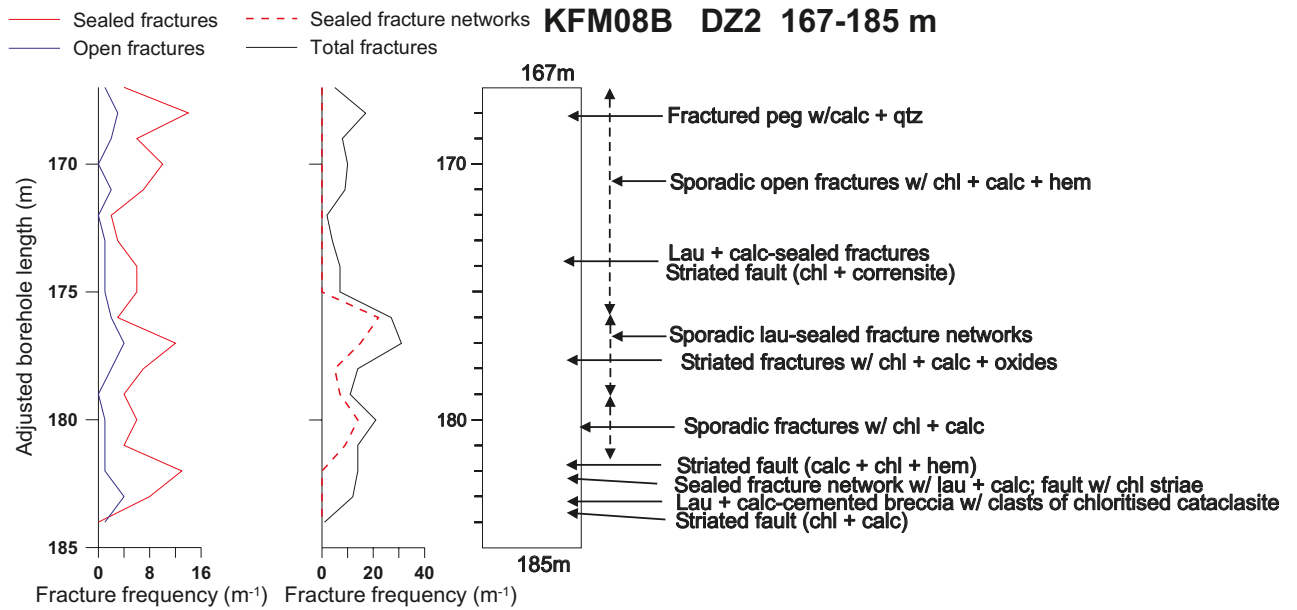 Sealed fractures
Sealed fracture networks
KFM08B DZ2 167-185 m
Open fractures
Total fractures
167m
Fractured peg w/calc + qtz
170
170
Sporadic open fractures w/ chl + calc + hem
Adjusted borehole length (m)
Lau + calc-sealed fractures
Striated fault (chl + corrensite)
175
Sporadic lau-sealed fracture networks
Striated fractures w/ chl + calc + oxides
180
180
Sporadic fractures w/ chl + calc
Striated fault (calc + chl + hem)
Sealed fracture network w/ lau + calc; fault w/ chl striae
Lau + calc-cemented breccia w/ clasts of chloritised cataclasite
Striated fault (chl + calc)
185
185m
0 8 16
0 20 40
Fracture frequency (m-1)
Fracture frequency (m-1)